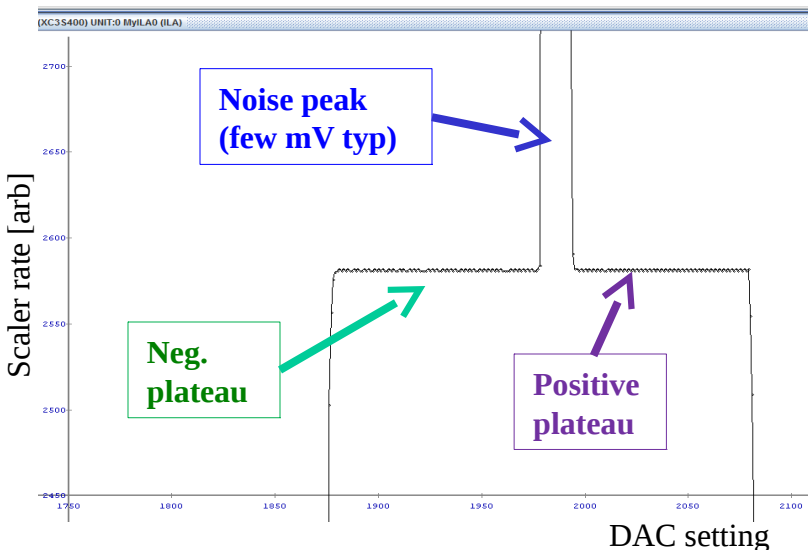 (XC3S400) UNIT:0 MyILA0 (ILA)
2700
Noise peak
(few mV typ)
2650
Scaler rate [arb]
2600
2550
Neg.
plateau
Positive
plateau
2500
2450
1750 1800 1850 1900 1950 2000 2050 2100
DAC setting